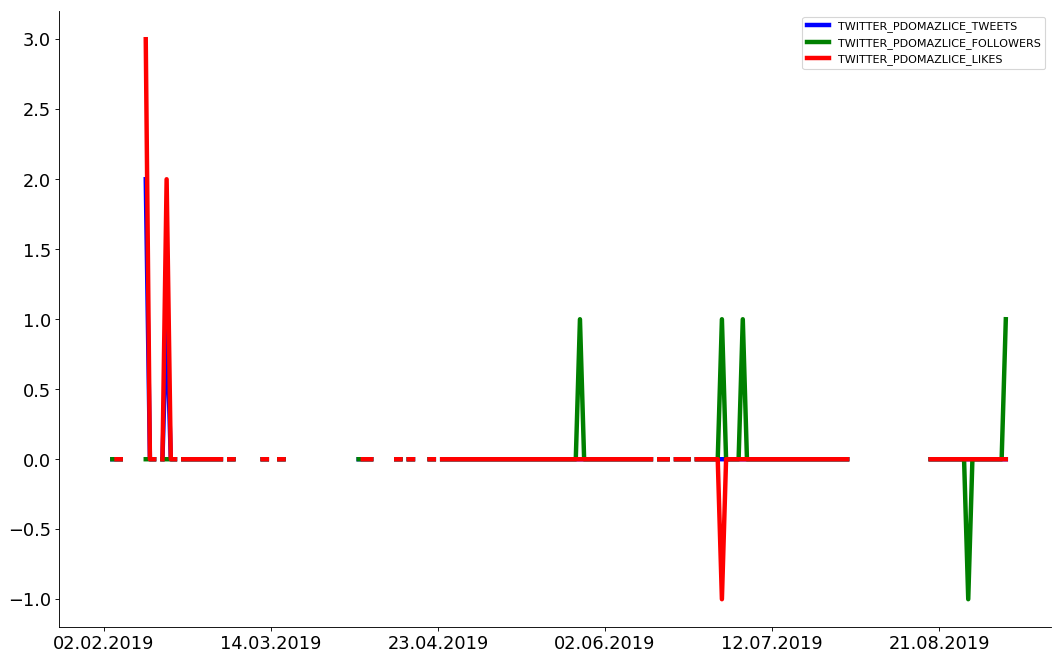 TWITTER_PDOMAZLICE_TWEETS
TWITTER_PDOMAZLICE_FOLLOWERS
TWITTER_PDOMAZLICE_LIKES
3.0
2.5
2.0
1.5
1.0
0.5
0.0
−0.5
−1.0
02.02.2019 14.03.2019 23.04.2019 02.06.2019 12.07.2019 21.08.2019